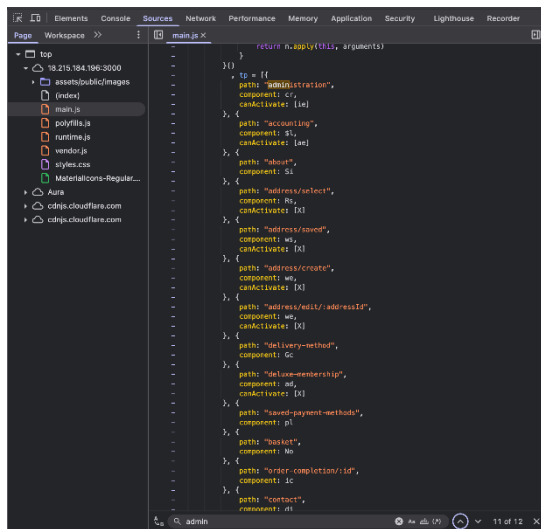 Elements Console Sources Network Performance Memory Application Security Lighthouse Recorder
Page Workspace main.js ×
top
18.215.184.196:3000
assets/public/images
(index)
main.js
polyfills.js
runtime.js
vendor.js
styles.css
MaterialIcons-Regular....
Aura
cdnjs.cloudflare.com
cdnjs.cloudflare.com
return n.apply(this, arguments)
}
}()
, tp = [{
path: "administration",
component: cr,
canActivate: [ie]
}, {
path: "accounting",
component: $l,
canActivate: [ae]
}, {
path: "about",
component: Si
}, {
path: "address/select",
component: Rs,
canActivate: [X]
}, {
path: "address/saved",
component: ws,
canActivate: [X]
}, {
path: "address/create",
component: we,
canActivate: [X]
}, {
path: "address/edit/:addressId",
component: we,
canActivate: [X]
}, {
path: "delivery-method",
component: Gc
}, {
path: "deluxe-membership",
component: ad,
canActivate: [X]
}, {
path: "saved-payment-methods",
component: pl
}, {
path: "basket",
component: No
}, {
path: "order-completion/:id",
component: ic
}, {
path: "contact",
component: di
admin Aa ab (.*) 11 of 12 ×